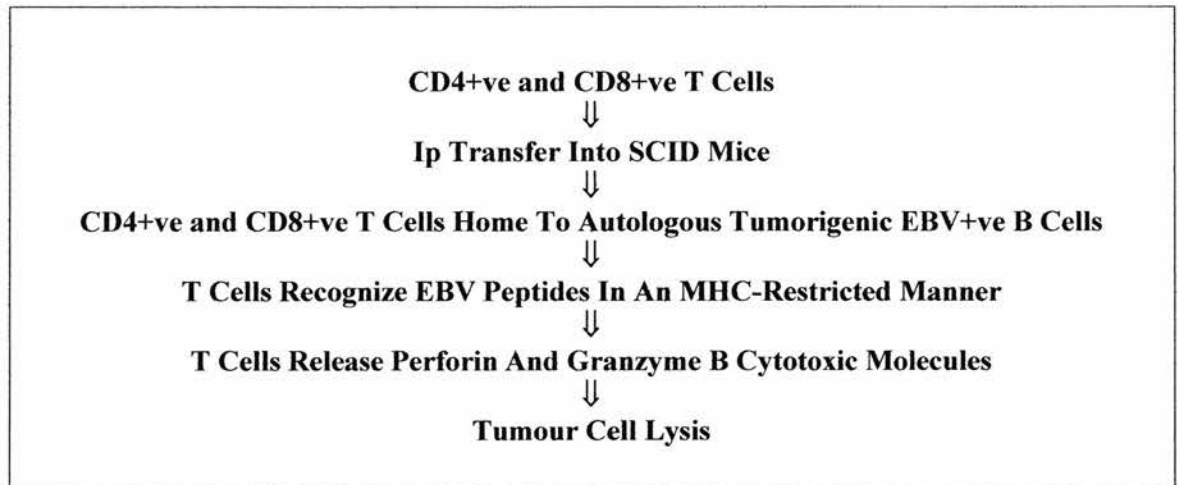 CD4+ve and CD8+ve T Cells
⇓
Ip Transfer Into SCID Mice
⇓
CD4+ve and CD8+ve T Cells Home To Autologous Tumorigenic EBV+ve B Cells
⇓
T Cells Recognize EBV Peptides In An MHC-Restricted Manner
⇓
T Cells Release Perforin And Granzyme B Cytotoxic Molecules
⇓
Tumour Cell Lysis